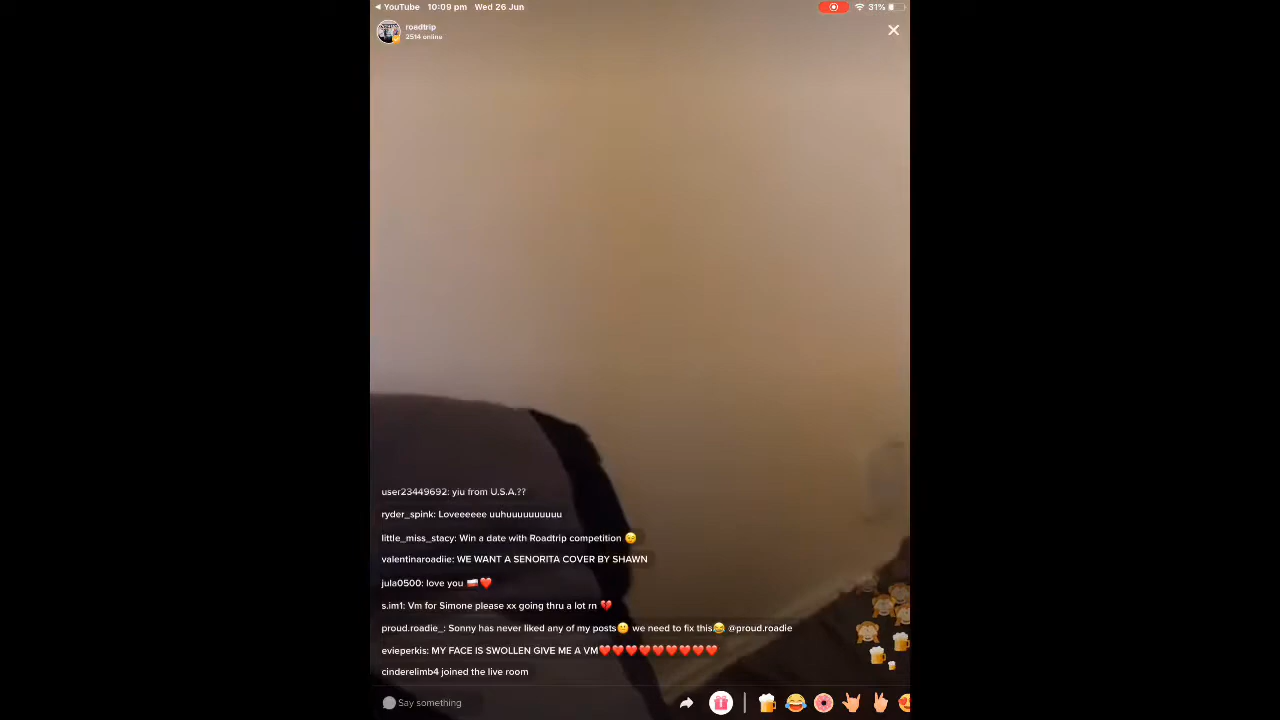 YouTube 10:09 pm Wed 26 Jun 31%
roadtrip
2514 online
user23449692: yiu from U.S.A.??
ryder_spink: Loveeeeee uuhuuuuuuuuuu
little_miss_stacy: Win a date with Roadtrip competition 😊
valentinaroadiie: WE WANT A SENORITA COVER BY SHAWN
jula0500: love you 🇵🇱❤️
s.im1: Vm for Simone please xx going thru a lot rn 💔
proud.roadie_: Sonny has never liked any of my posts🙁 we need to fix this😂 @proud.roadie
evieperkis: MY FACE IS SWOLLEN GIVE ME A VM❤️❤️❤️❤️❤️❤️❤️❤️❤️
cinderelimb4 joined the live room
Say something